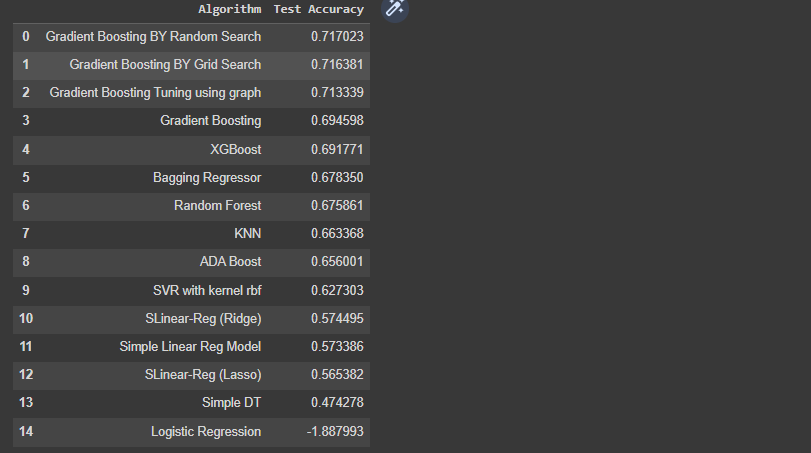 Algorithm Test Accuracy
0 Gradient Boosting BY Random Search 0.717023
1 Gradient Boosting BY Grid Search 0.716381
2 Gradient Boosting Tuning using graph 0.713339
3 Gradient Boosting 0.694598
4 XGBoost 0.691771
5 Bagging Regressor 0.678350
6 Random Forest 0.675861
7 KNN 0.663368
8 ADA Boost 0.656001
9 SVR with kernel rbf 0.627303
10 SLinear-Reg (Ridge) 0.574495
11 Simple Linear Reg Model 0.573386
12 SLinear-Reg (Lasso) 0.565382
13 Simple DT 0.474278
14 Logistic Regression -1.887993